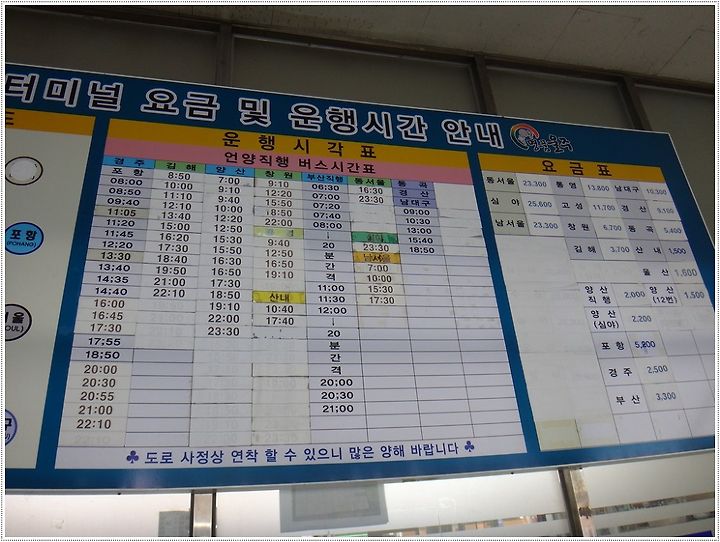 터미널 요금 및 운행시간 안내
운행시각표
언양직행 버스시간표
경주
포항
08:00
08:50
09:40
11:05
11:20
11:45
12:20
13:30
13:40
14:35
14:40
16:00
16:45
17:30
17:55
18:50
20:00
20:30
20:55
21:00
22:10
김해
8:50
10:00
11:10
12:10
13:40
15:00
16:20
17:30
18:40
19:50
21:00
22:10
양산
7:00
9:10
9:40
10:10
12:20
12:50
15:30
15:50
16:30
16:50
17:30
18:50
19:10
22:00
23:30
창원
9:10
12:50
15:50
18:50
22:00
9:40
12:50
16:50
19:10
산내
10:40
17:40
부산직행
06:30
07:00
07:20
07:40
08:00
20
분
간
격
11:00
11:30
12:00
20
분
간
격
20:00
20:30
21:00
동서울
16:30
23:30
심야
23:30
남서울
7:00
10:00
15:30
17:30
동곡
경산
남대구
09:00
10:30
13:00
15:40
18:50
요금표
동서울 23,300 통영 13,800 남대구 10,300
심야 25,600 고성 11,700 경산
남서울 23,300 창원 6,700 동곡 5,400
김해 3,700 산내 1,500
울산 1,600
양산직행 2,000 양산(12번) 1,500
양산(심야) 2,200
포항 5,200
경주 2,500
부산 3,300
포항
(POHANG)
♣ 도로 사정상 연착 할 수 있으니 많은 양해 바랍니다 ♣